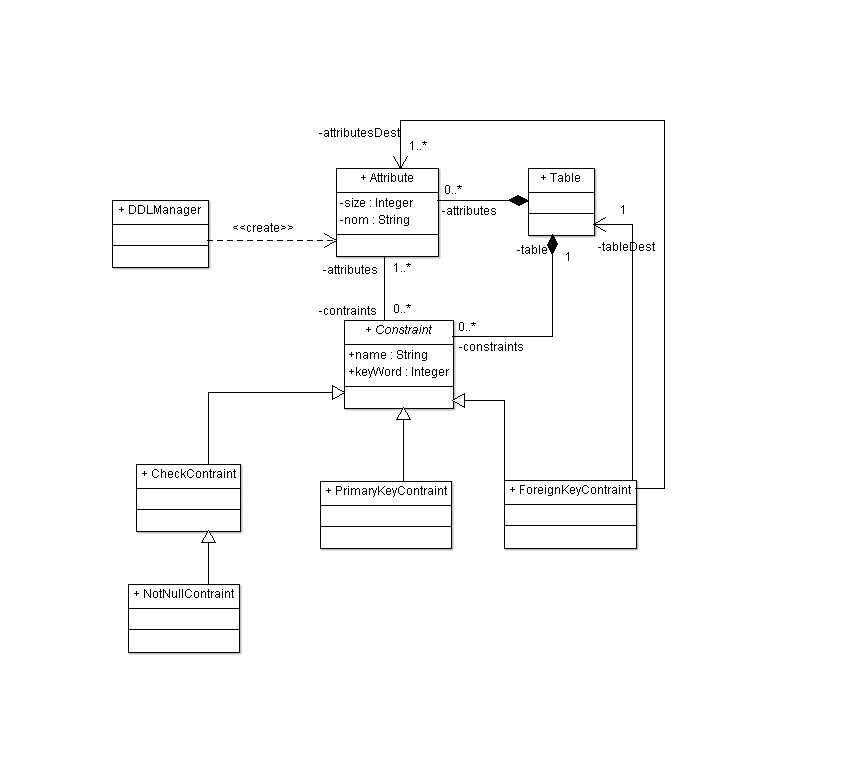 -attributesDest
1..*
+ Attribute
-size : Integer
-nom : String
0..*
-attributes
+ Table
1
-tableDest
+ DDLManager
<<create>>
-table
1
-attributes
1..*
-contraints
0..*
+ Constraint
+name : String
+keyWord : Integer
0..*
-constraints
+ CheckContraint
+ PrimaryKeyContraint
+ ForeignKeyContraint
+ NotNullContraint